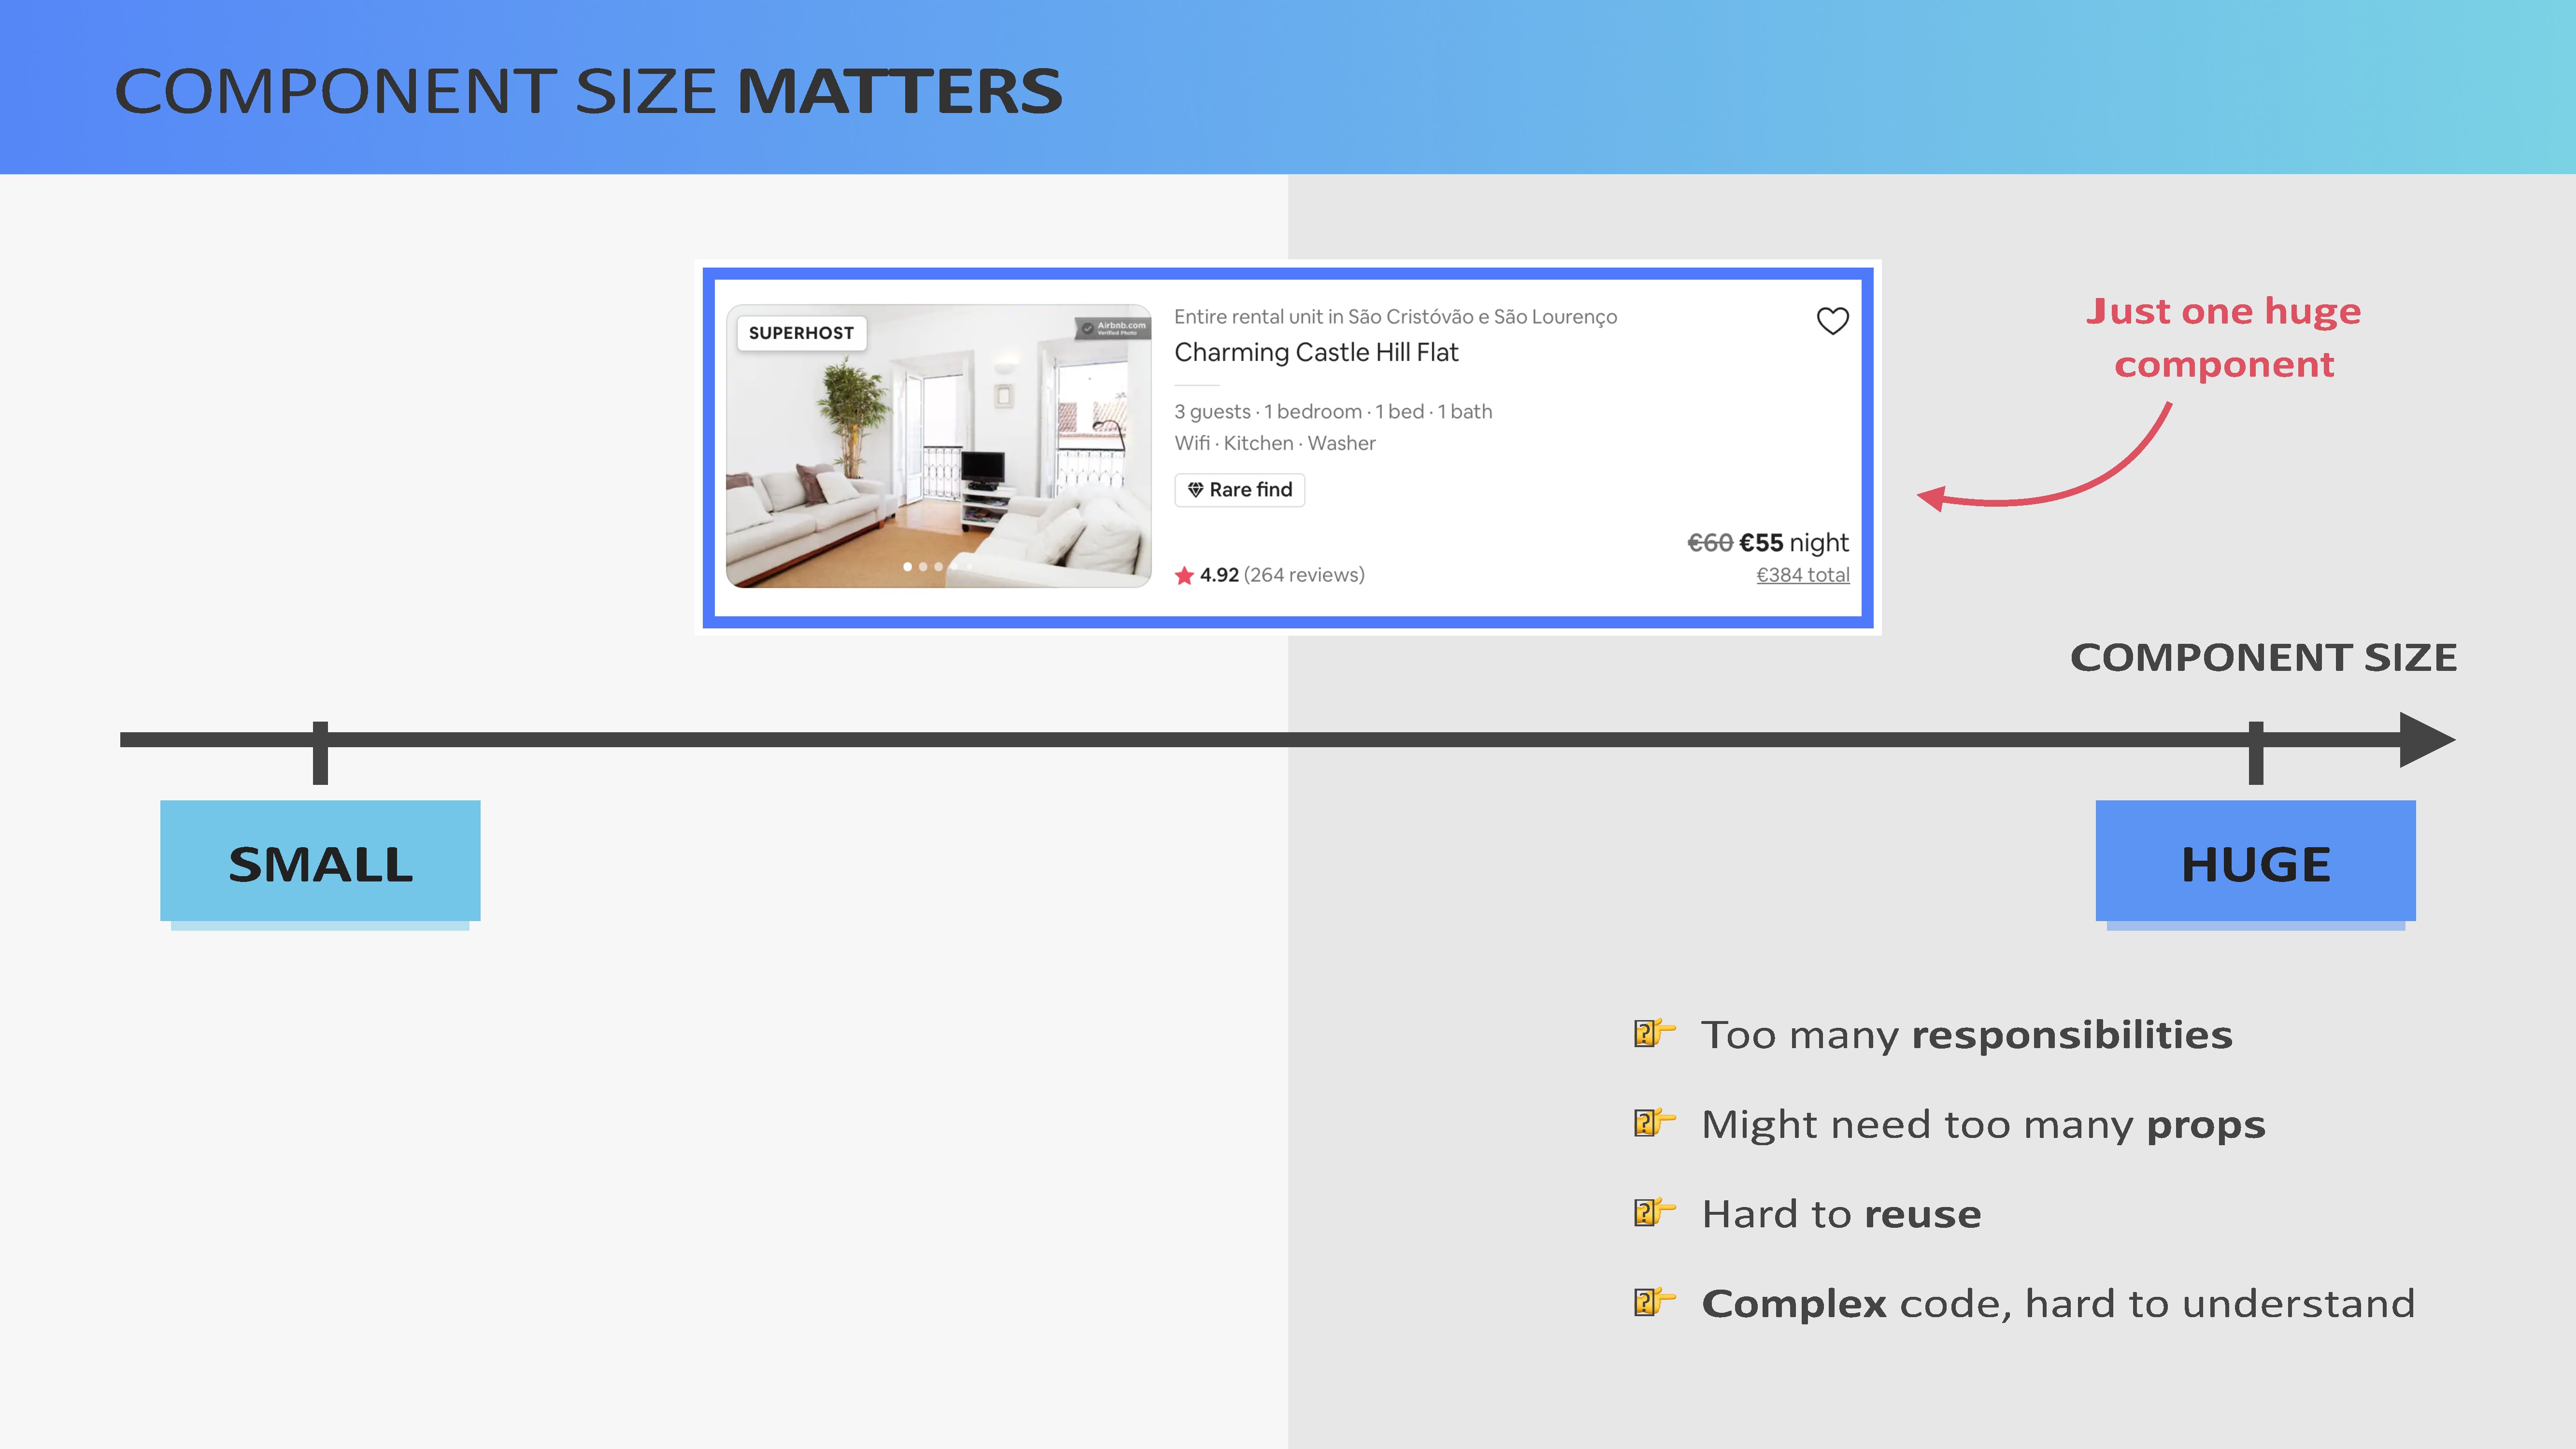 COMPONENT SIZE MATTERS
SUPERHOST
Airbnb.com
Verified Photo
Entire rental unit in São Cristóvão e São Lourenço
Charming Castle Hill Flat
3 guests · 1 bedroom · 1 bed · 1 bath
Wifi · Kitchen · Washer
Rare find
4.92 (264 reviews)
€60 €55 night
€384 total
Just one huge
component
COMPONENT SIZE
SMALL
HUGE
Too many responsibilities
Might need too many props
Hard to reuse
Complex code, hard to understand